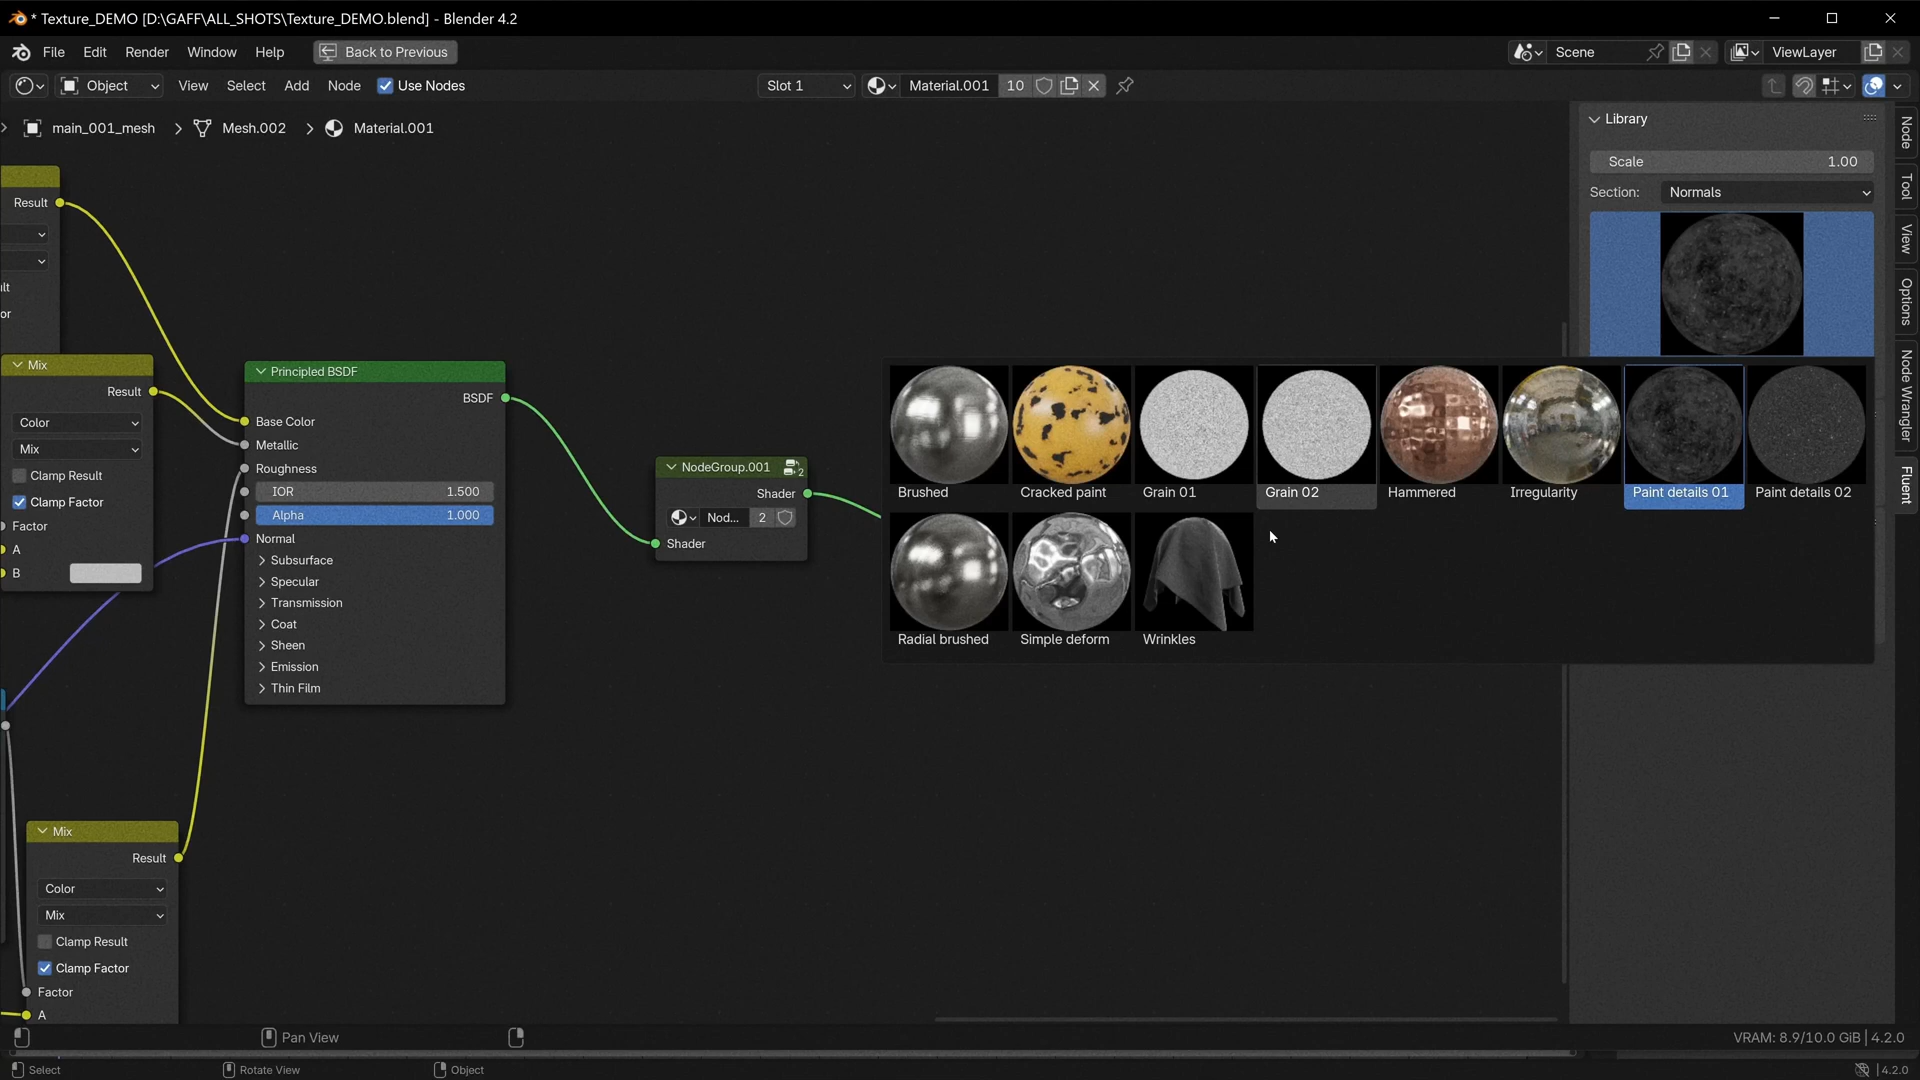 * Texture_DEMO [D:\GAFF\ALL_SHOTS\Texture_DEMO.blend] - Blender 4.2
File Edit Render Window Help Back to Previous Scene ViewLayer
Object View Select Add Node Use Nodes Slot 1 Material.001 10
main_001_mesh Mesh.002 Material.001
Library
Scale 1.00
Section: Normals
Node
Tool
View
Options
Node Wrangler
Fluent
Result
Mix
Result
Color
Mix
Clamp Result
Clamp Factor
Factor
A
B
Principled BSDF
BSDF
Base Color
Metallic
Roughness
IOR 1.500
Alpha 1.000
Normal
Subsurface
Specular
Transmission
Coat
Sheen
Emission
Thin Film
NodeGroup.001
2
Shader
Nod... 2
Shader
Brushed Cracked paint Grain 01 Grain 02 Hammered Irregularity Paint details 01 Paint details 02
Radial brushed Simple deform Wrinkles
Mix
Result
Color
Mix
Clamp Result
Clamp Factor
Factor
A
Pan View VRAM: 8.9/10.0 GiB | 4.2.0
Select Rotate View Object | 4.2.0